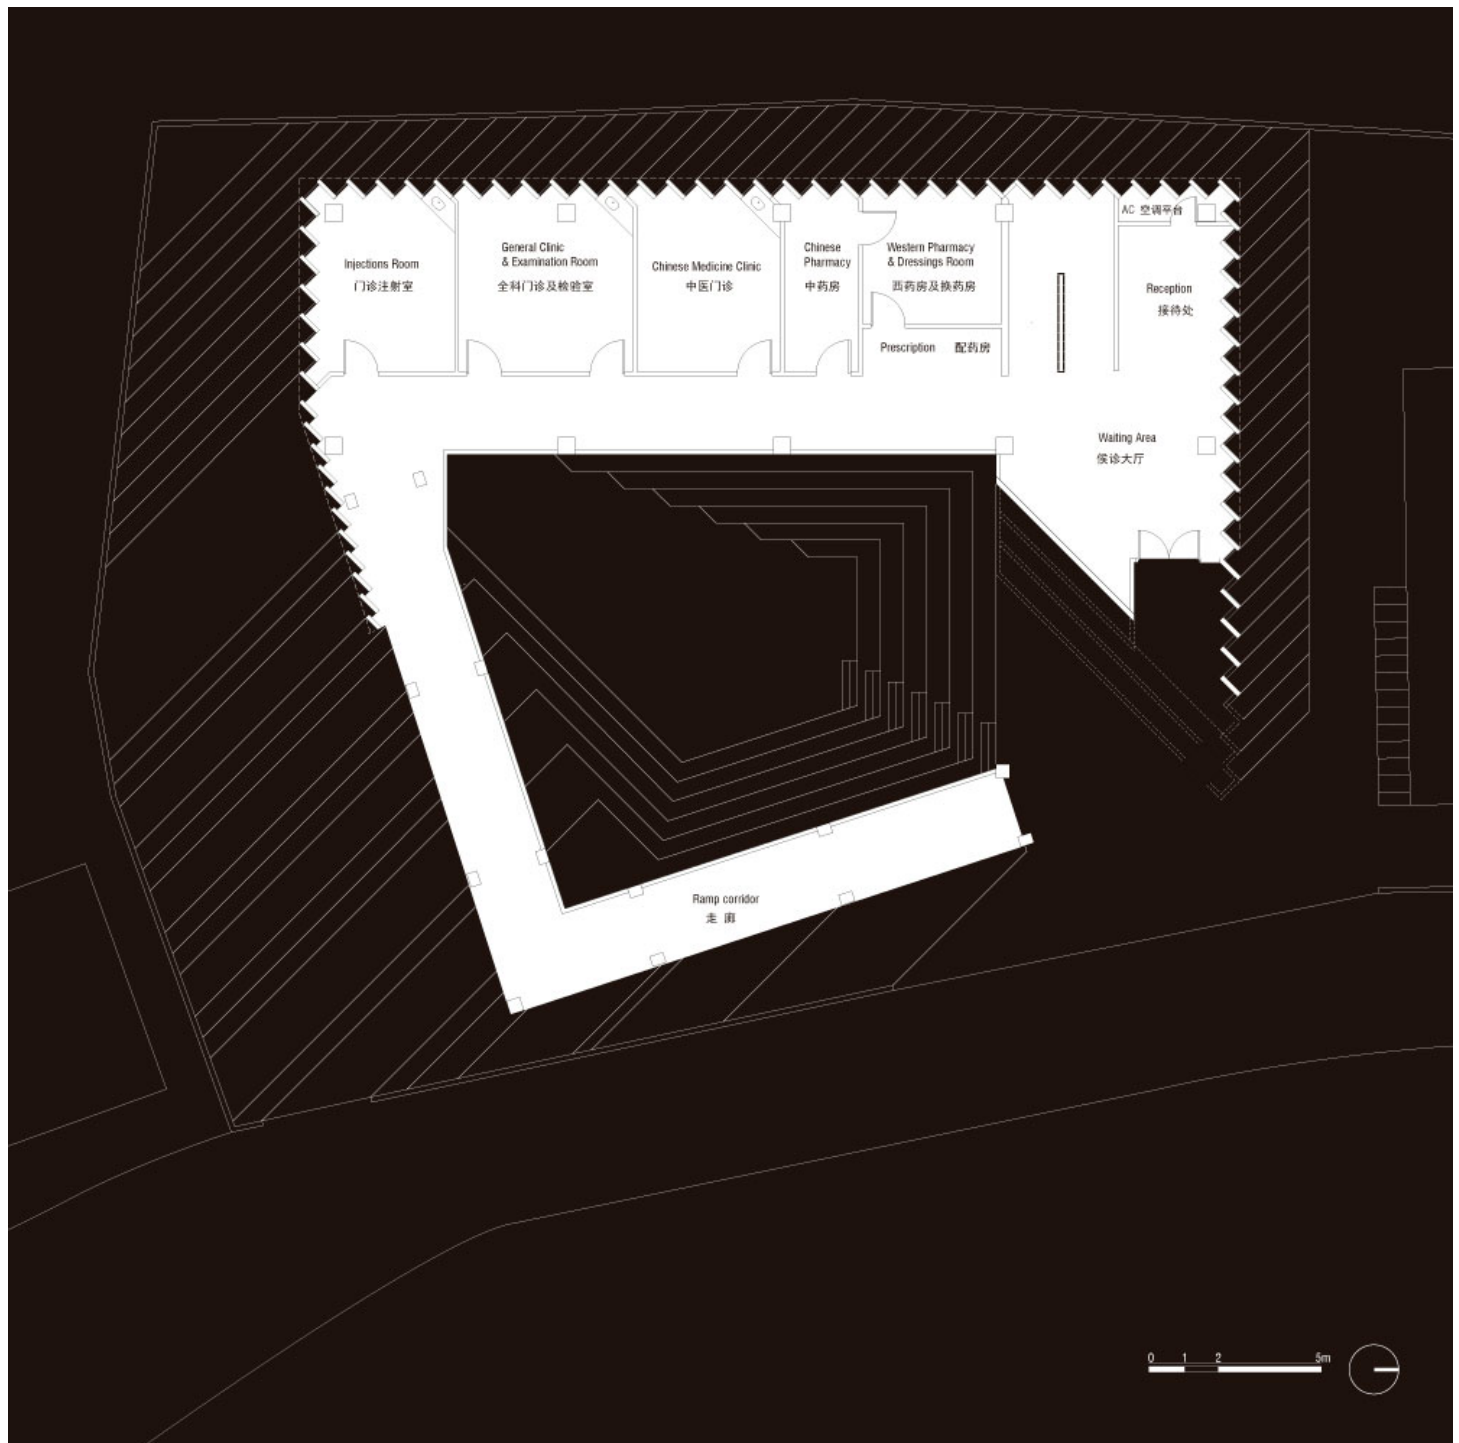 AC 空调平台
General Clinic
& Examination Room
全科门诊及检验室
Chinese
Pharmacy
中药房
Western Pharmacy
& Dressings Room
西药房及换药房
Injections Room
门诊注射室
Chinese Medicine Clinic
中医门诊
Reception
接待处
Prescription 配药房
Waiting Area
候诊大厅
Ramp corridor
走 廊
0 1 2 5m